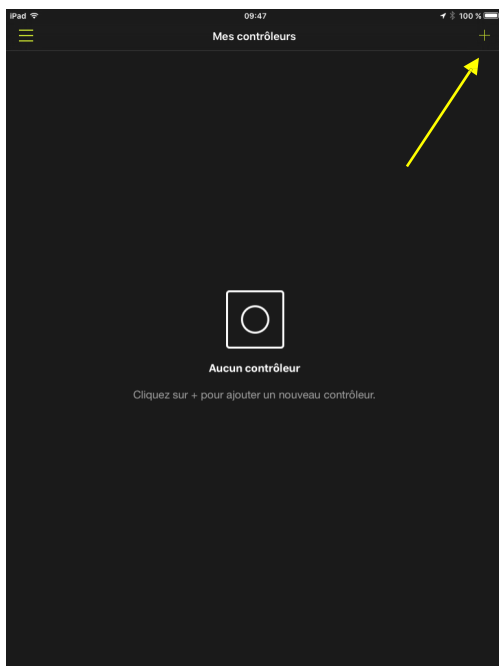 iPad 09:47 100 %
Mes contrôleurs +
Aucun contrôleur
Cliquez sur + pour ajouter un nouveau contrôleur.